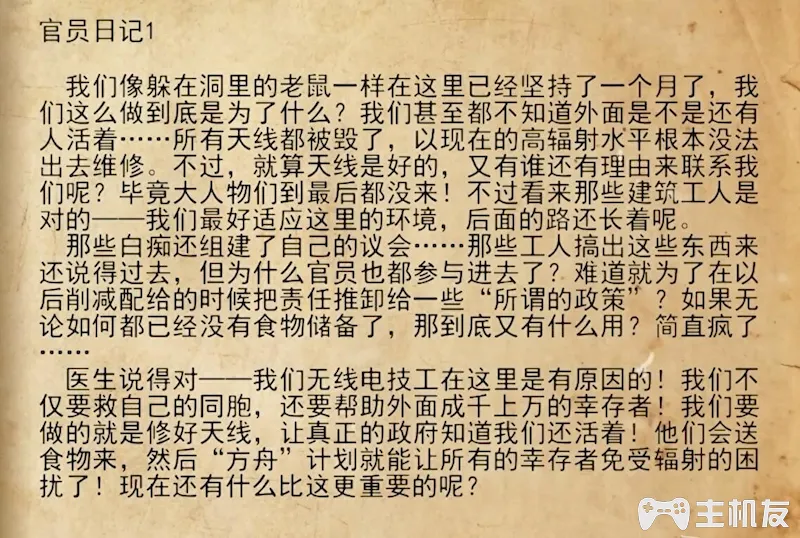 官员日记1
我们像躲在洞里的老鼠一样在这里已经坚持了一个月了，我
们这么做到底是为了什么？我们甚至都不知道外面是不是还有
人活着……所有天线都被毁了，以现在的高辐射水平根本没法
出去维修。不过，就算天线是好的，又有谁还有理由来联系我
们呢？毕竟大人物们到最后都没来！不过看来那些建筑工人是
对的——我们最好适应这里的环境，后面的路还长着呢。
那些白痴还组建了自己的议会……那些工人搞出这些东西来
还说得过去，但为什么官员也都参与进去了？难道就为了在以
后削减配给的时候把责任推卸给一些“所谓的政策”？如果无
论如何都已经没有食物储备了，那到底又有什么用？简直疯了
……
医生说得对——我们无线电技工在这里是有原因的！我们不
仅要救自己的同胞，还要帮助外面成千上万的幸存者！我们要
做的就是修好天线，让真正的政府知道我们还活着！他们会送
食物来，然后“方舟”计划就能让所有的幸存者免受辐射的困
扰了！现在还有什么比这更重要的呢？
主机友